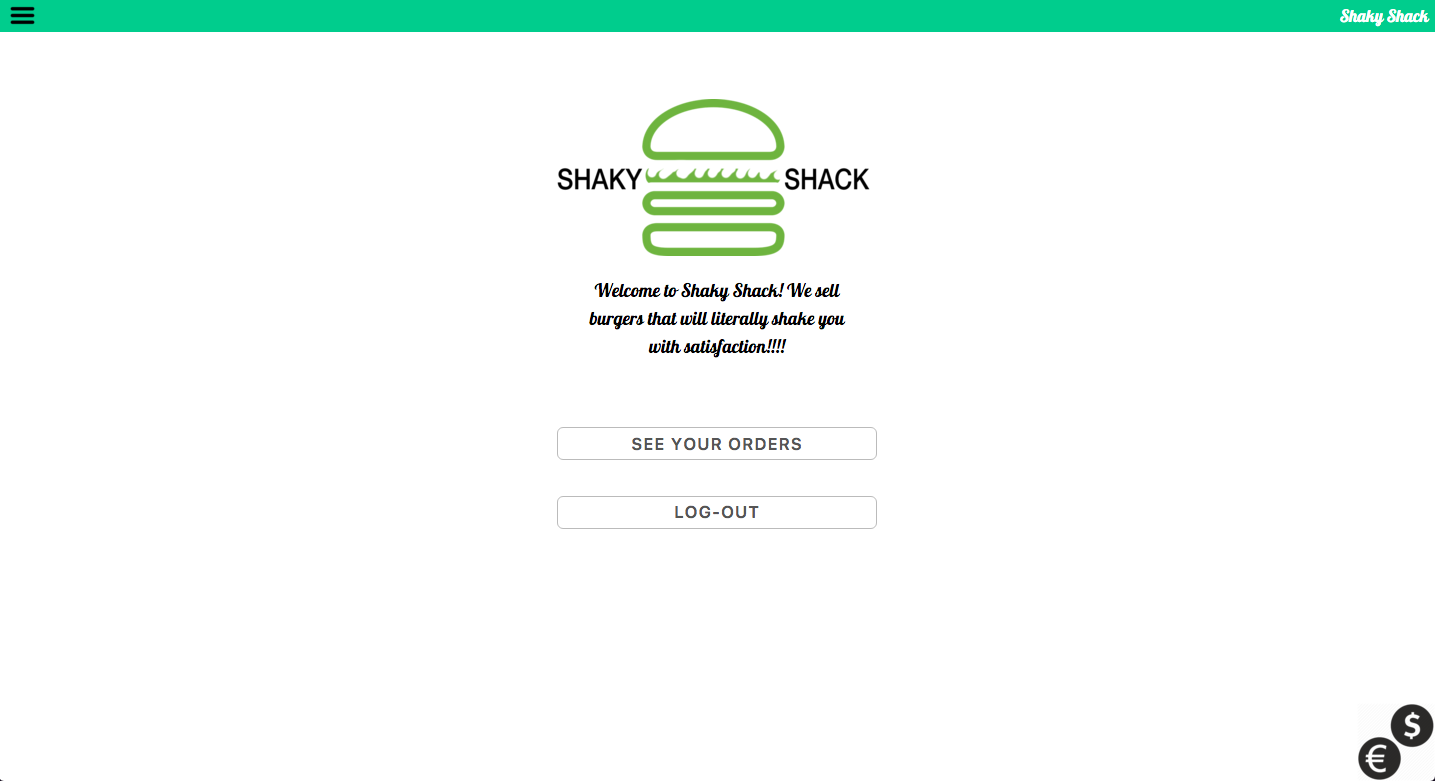 Shaky Shack
SHAKY SHACK
Welcome to Shaky Shack! We sell
burgers that will literally shake you
with satisfaction!!!!
SEE YOUR ORDERS
LOG-OUT
$
€